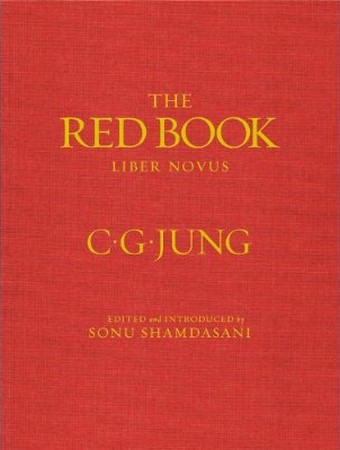 THE
RED BOOK
LIBER NOVUS
C·G·JUNG
EDITED and INTRODUCED by
SONU SHAMDASANI